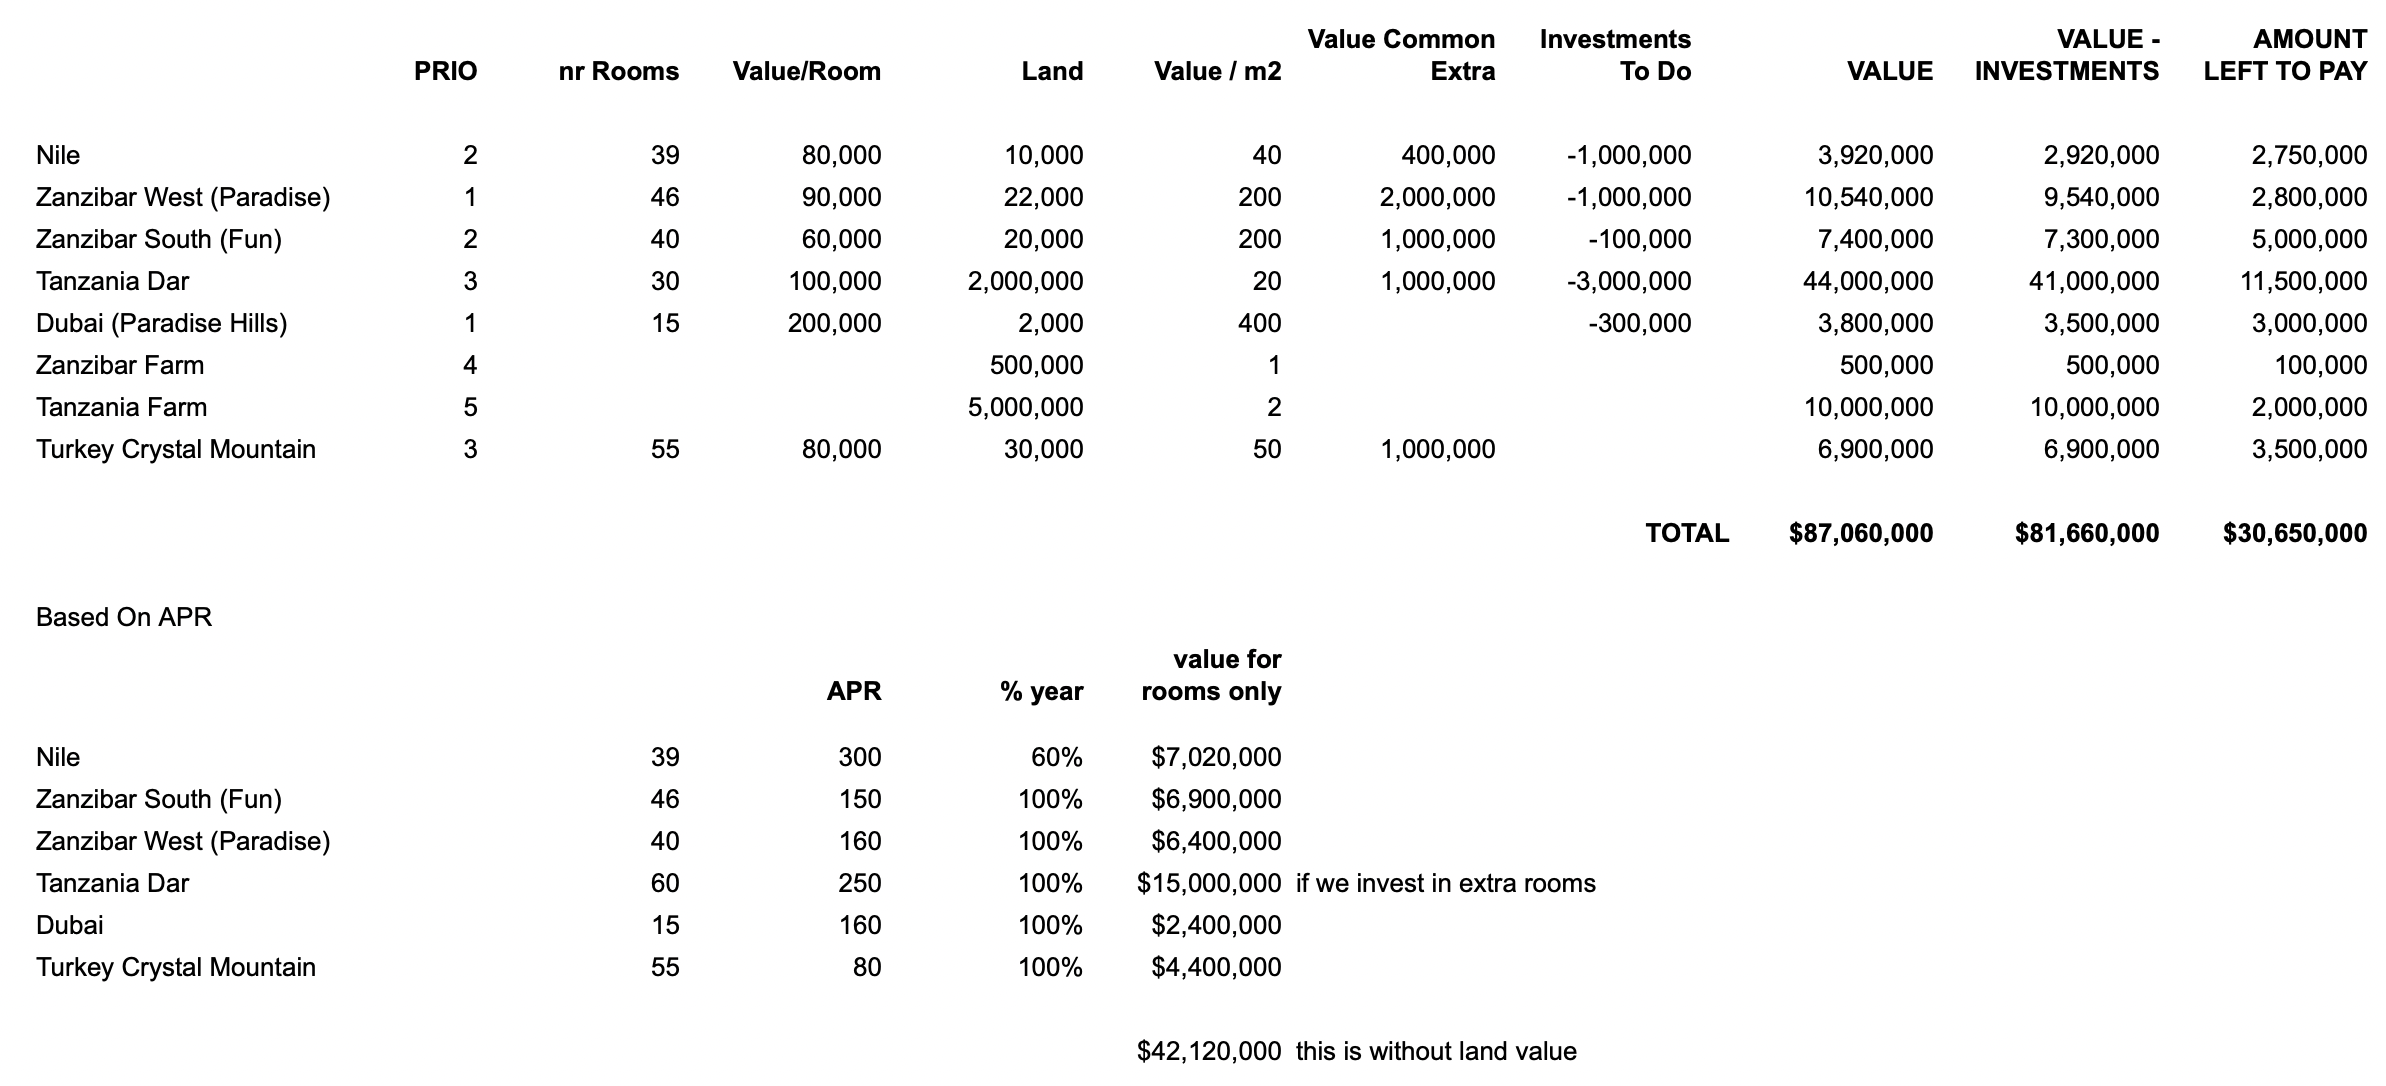 PRIO nr Rooms Value/Room Land Value / m2 Value Common Extra Investments To Do VALUE VALUE - INVESTMENTS AMOUNT LEFT TO PAY
Nile 2 39 80,000 10,000 40 400,000 -1,000,000 3,920,000 2,920,000 2,750,000
Zanzibar West (Paradise) 1 46 90,000 22,000 200 2,000,000 -1,000,000 10,540,000 9,540,000 2,800,000
Zanzibar South (Fun) 2 40 60,000 20,000 200 1,000,000 -100,000 7,400,000 7,300,000 5,000,000
Tanzania Dar 3 30 100,000 2,000,000 20 1,000,000 -3,000,000 44,000,000 41,000,000 11,500,000
Dubai (Paradise Hills) 1 15 200,000 2,000 400 -300,000 3,800,000 3,500,000 3,000,000
Zanzibar Farm 4 500,000 1 500,000 500,000 100,000
Tanzania Farm 5 5,000,000 2 10,000,000 10,000,000 2,000,000
Turkey Crystal Mountain 3 55 80,000 30,000 50 1,000,000 6,900,000 6,900,000 3,500,000
TOTAL $87,060,000 $81,660,000 $30,650,000
Based On APR
APR % year value for rooms only
Nile 39 300 60% $7,020,000
Zanzibar South (Fun) 46 150 100% $6,900,000
Zanzibar West (Paradise) 40 160 100% $6,400,000
Tanzania Dar 60 250 100% $15,000,000 if we invest in extra rooms
Dubai 15 160 100% $2,400,000
Turkey Crystal Mountain 55 80 100% $4,400,000
$42,120,000 this is without land value